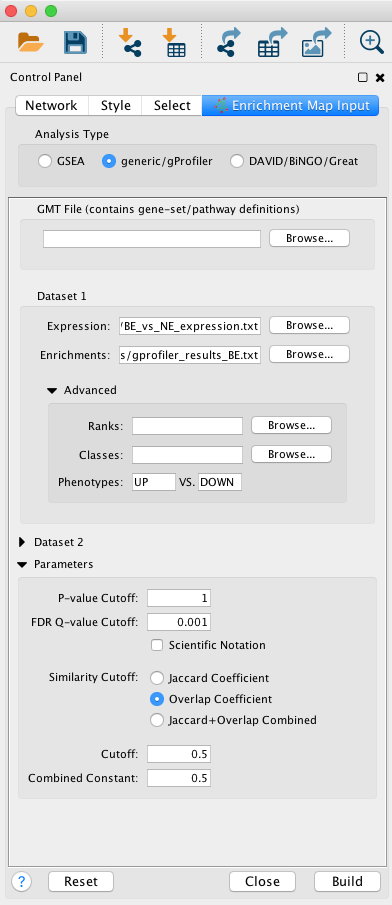 Control Panel
Network Style Select Enrichment Map Input
Analysis Type
GSEA generic/gProfiler DAVID/BiNGO/Great
GMT File (contains gene-set/pathway definitions)
Browse...
Dataset 1
Expression: /BE_vs_NE_expression.txt Browse...
Enrichments: s/gprofiler_results_BE.txt Browse...
Advanced
Ranks: Browse...
Classes: Browse...
Phenotypes: UP VS. DOWN
Dataset 2
Parameters
P-value Cutoff: 1
FDR Q-value Cutoff: 0.001
Scientific Notation
Similarity Cutoff: Jaccard Coefficient
Overlap Coefficient
Jaccard+Overlap Combined
Cutoff: 0.5
Combined Constant: 0.5
? Reset Close Build